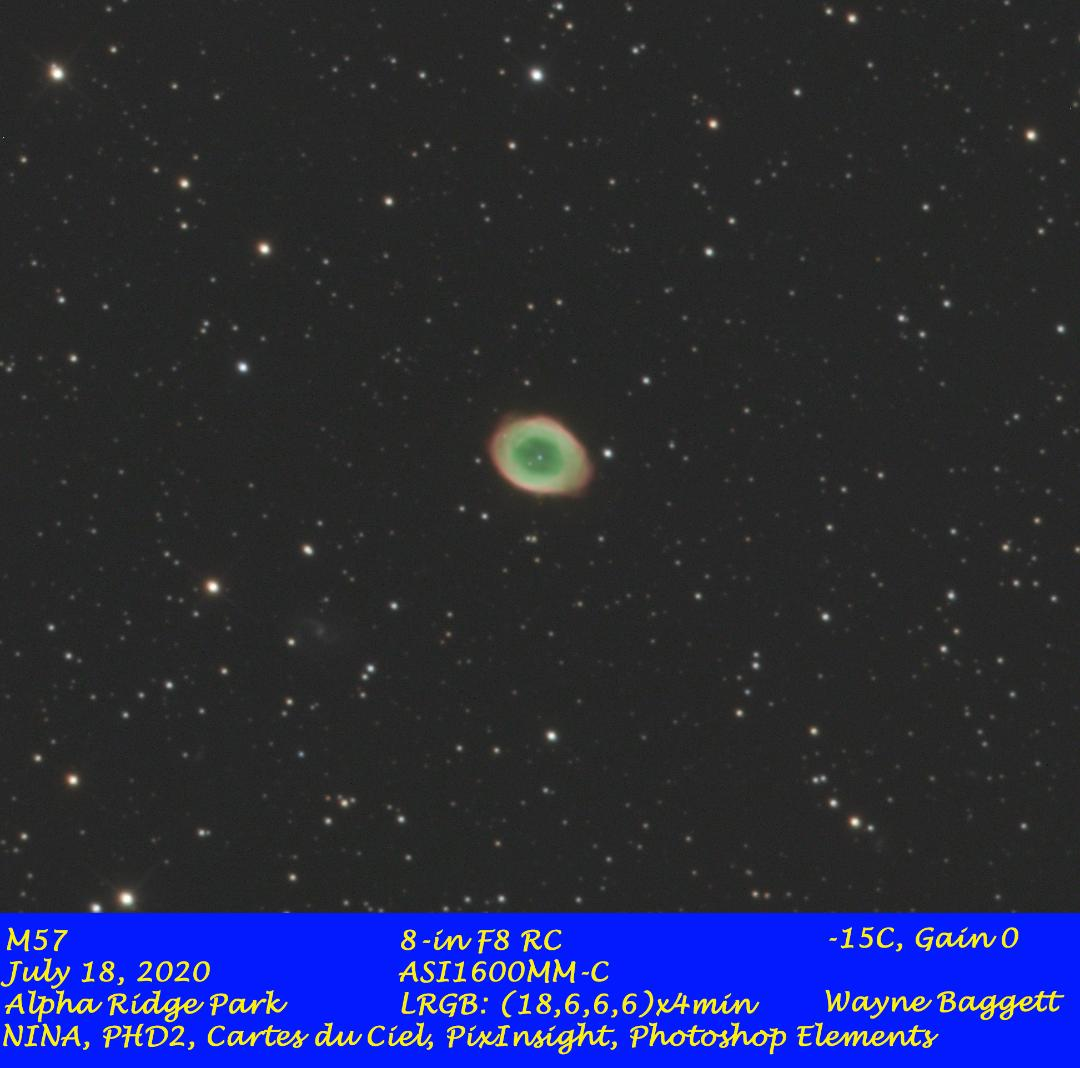 M57 8-in F8 RC -15C, Gain 0
July 18, 2020 ASI1600MM-C
Alpha Ridge Park LRGB: (18,6,6,6)x4min Wayne Baggett
NINA, PHD2, Cartes du Ciel, PixInsight, Photoshop Elements